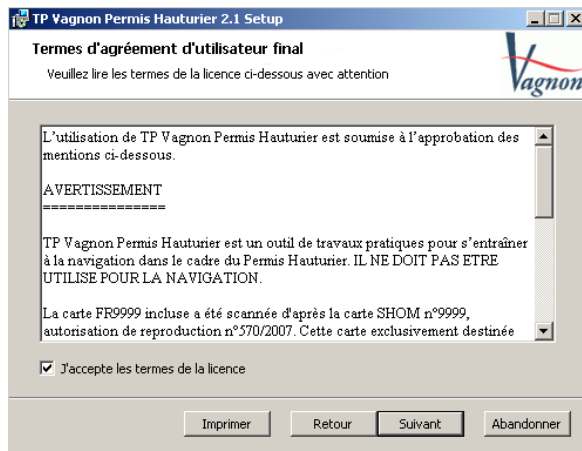 TP Vagnon Permis Hauturier 2.1 Setup
Termes d'agréement d'utilisateur final
Veuillez lire les termes de la licence ci-dessous avec attention
Vagnon
L'utilisation de TP Vagnon Permis Hauturier est soumise à l'approbation des
mentions ci-dessous.
AVERTISSEMENT
===============
TP Vagnon Permis Hauturier est un outil de travaux pratiques pour s'entraîner
à la navigation dans le cadre du Permis Hauturier. IL NE DOIT PAS ETRE
UTILISE POUR LA NAVIGATION.
La carte FR9999 incluse a été scannée d'après la carte SHOM n°9999,
autorisation de reproduction n°570/2007. Cette carte exclusivement destinée
J'accepte les termes de la licence
Imprimer
Retour
Suivant
Abandonner